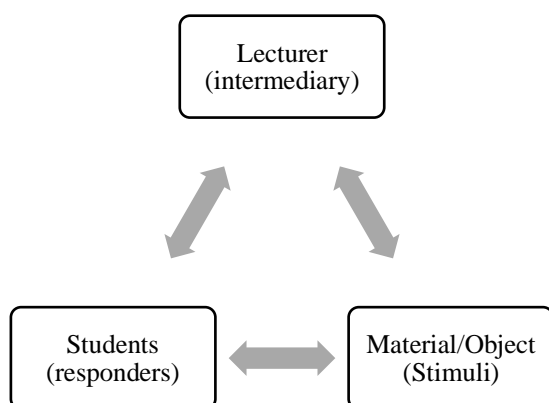 Lecturer
(intermediary)
Students
(responders)
Material/Object
(Stimuli)